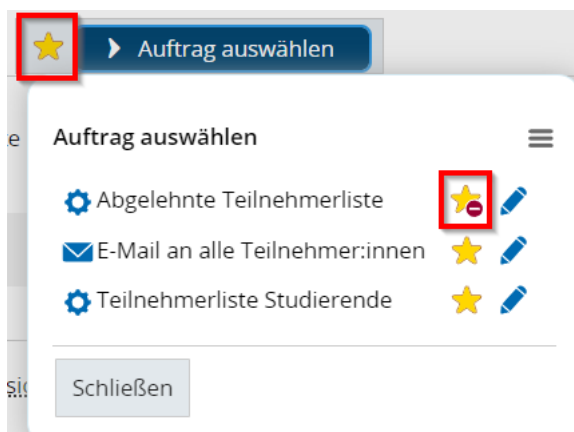 Auftrag auswählen
Auftrag auswählen
Abgelehnte Teilnehmerliste
E-Mail an alle Teilnehmer:innen
Teilnehmerliste Studierende
Schließen